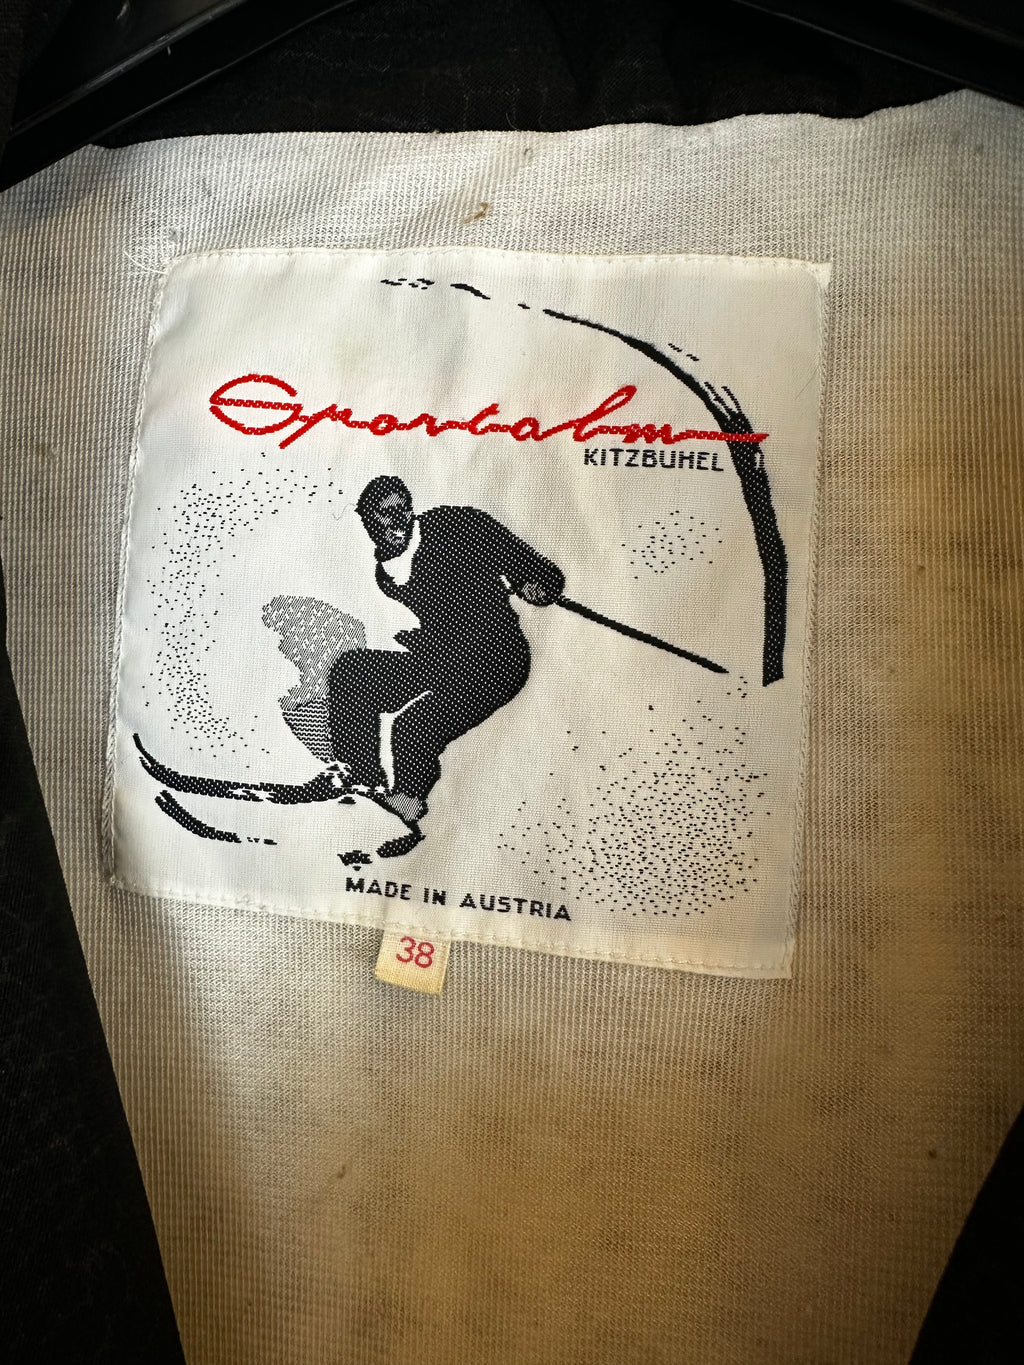 Sportalm
KITZBUHEL
MADE IN AUSTRIA
38